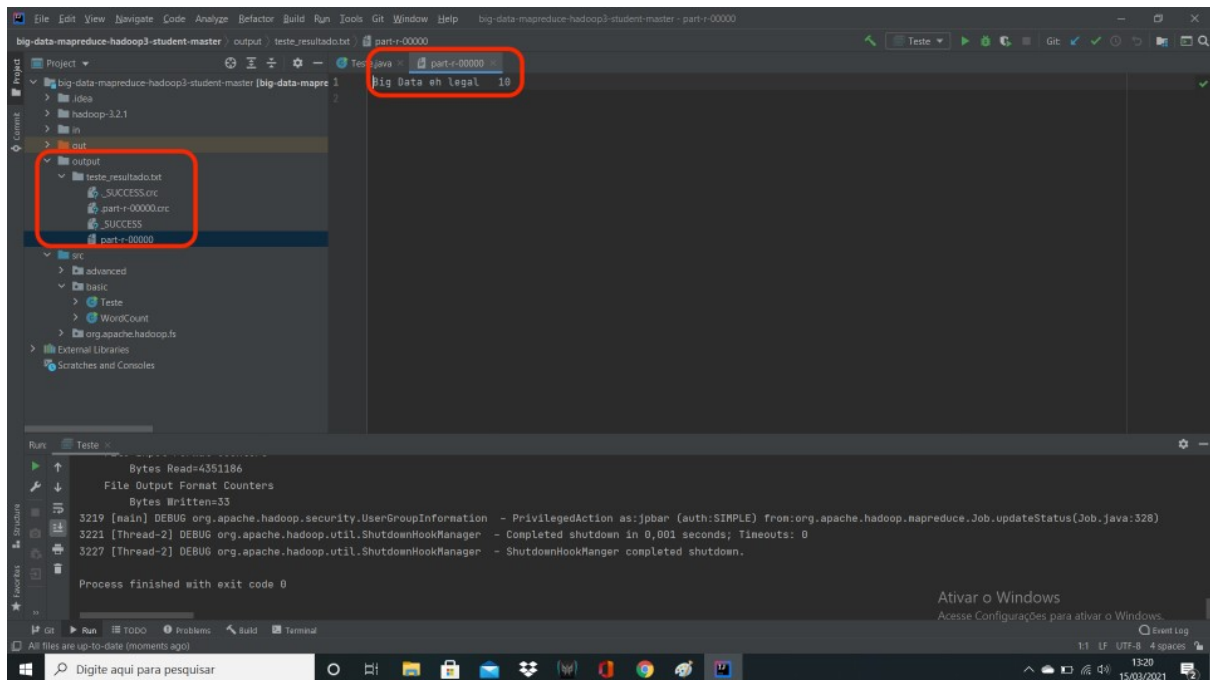 File Edit View Navigate Code Analyze Refactor Build Run Tools Git Window Help big-data-mapreduce-hadoop3-student-master - part-r-00000
big-data-mapreduce-hadoop3-student-master output teste_resultado.txt part-r-00000
Teste Git:
Project Teste.java part-r-00000
big-data-mapreduce-hadoop3-student-master [big-data-mapre 1 Big Data eh legal 10
.idea 2
hadoop-3.2.1
in
out
output
teste_resultado.txt
._SUCCESS.crc
.part-r-00000.crc
_SUCCESS
part-r-00000
src
advanced
basic
Teste
WordCount
org.apache.hadoop.fs
External Libraries
Scratches and Consoles
Project
Commit
Structure
Favorites
Run: Teste
Bytes Read=4351186
File Output Format Counters
Bytes Written=33
3219 [main] DEBUG org.apache.hadoop.security.UserGroupInformation - PrivilegedAction as:jpbar (auth:SIMPLE) from:org.apache.hadoop.mapreduce.Job.updateStatus(Job.java:328)
3221 [Thread-2] DEBUG org.apache.hadoop.util.ShutdownHookManager - Completed shutdown in 0,001 seconds; Timeouts: 0
3227 [Thread-2] DEBUG org.apache.hadoop.util.ShutdownHookManager - ShutdownHookManger completed shutdown.
Process finished with exit code 0
Ativar o Windows
Acesse Configurações para ativar o Windows.
Git Run TODO Problems Build Terminal Event Log
All files are up-to-date (moments ago) 1:1 LF UTF-8 4 spaces
Digite aqui para pesquisar
13:20
15/03/2021